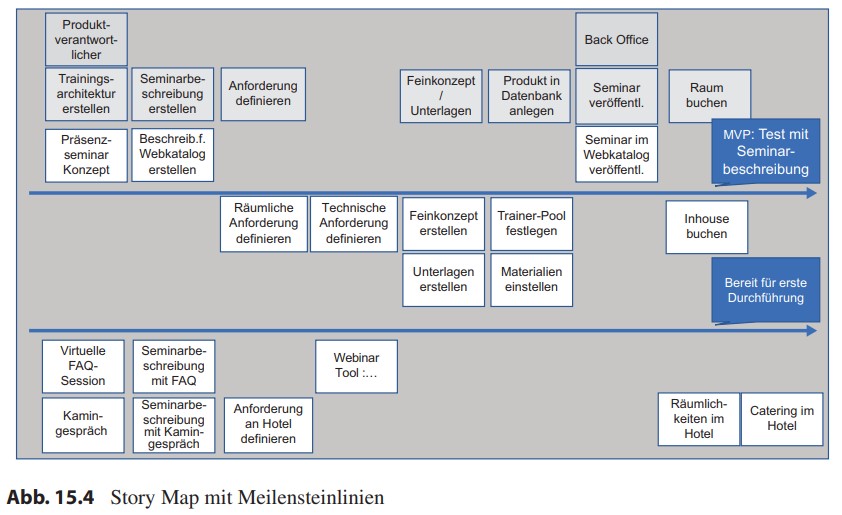 Produkt-
verantwort-
licher
Back Office
Trainings-
architektur
erstellen
Seminarbe-
schreibung
erstellen
Anforderung
definieren
Feinkonzept
/
Unterlagen
Produkt in
Datenbank
anlegen
Seminar
veröffentl.
Raum
buchen
Präsenz-
seminar
Konzept
Beschreib.f.
Webkatalog
erstellen
Seminar im
Webkatalog
veröffentl.
MVP: Test mit
Seminar-
beschreibung
Räumliche
Anforderung
definieren
Technische
Anforderung
definieren
Feinkonzept
erstellen
Trainer-Pool
festlegen
Inhouse
buchen
Unterlagen
erstellen
Materialien
einstellen
Bereit für erste
Durchführung
Virtuelle
FAQ-
Session
Seminarbe-
schreibung
mit FAQ
Webinar
Tool :...
Kamin-
gespräch
Seminarbe-
schreibung
mit Kamin-
gespräch
Anforderung
an Hotel
definieren
Räumlich-
keiten im
Hotel
Catering im
Hotel
Abb. 15.4 Story Map mit Meilensteinlinien